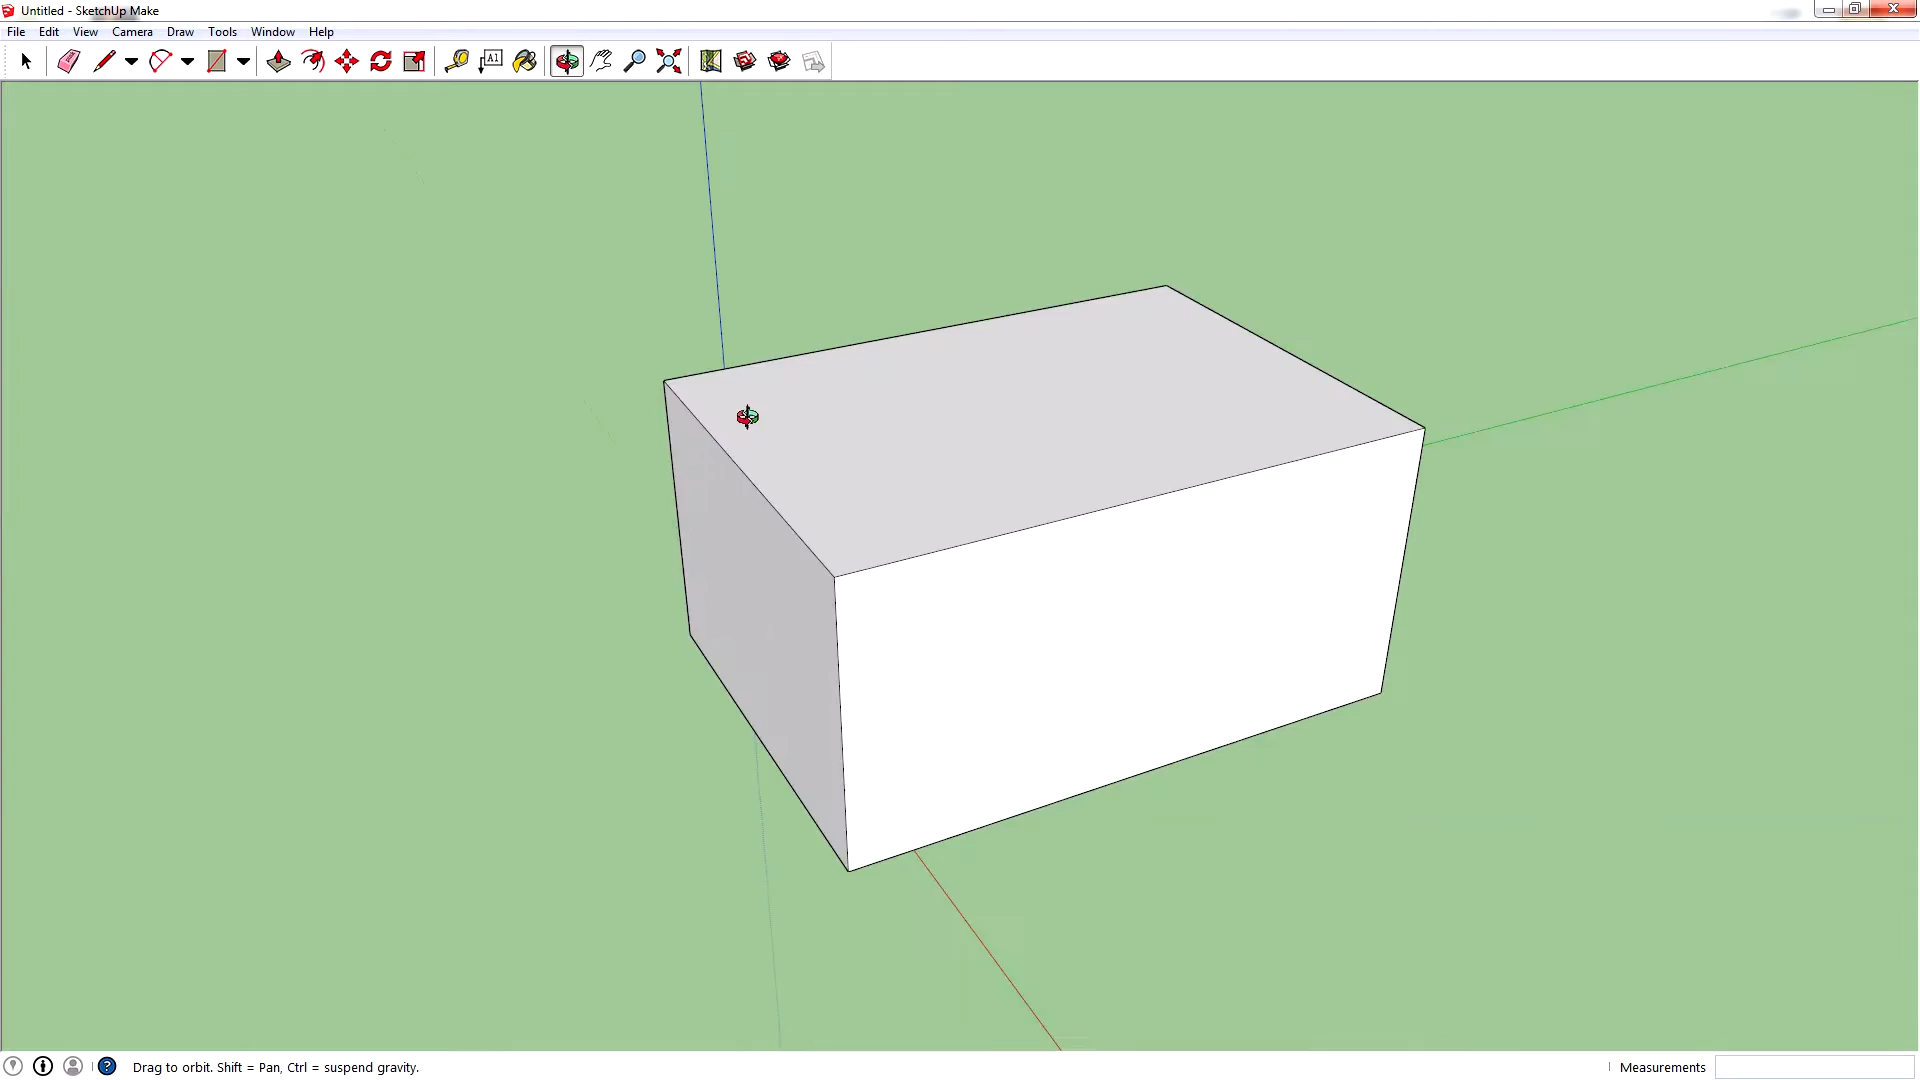 Untitled - SketchUp Make
File Edit View Camera Draw Tools Window Help
A1
Drag to orbit. Shift = Pan, Ctrl = suspend gravity.
Measurements